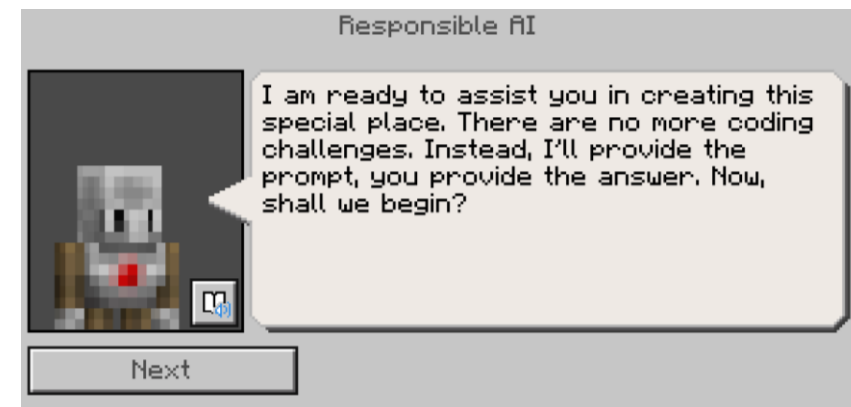 Responsible AI
I am ready to assist you in creating this
special place. There are no more coding
challenges. Instead, I'll provide the
prompt, you provide the answer. Now,
shall we begin?
Next